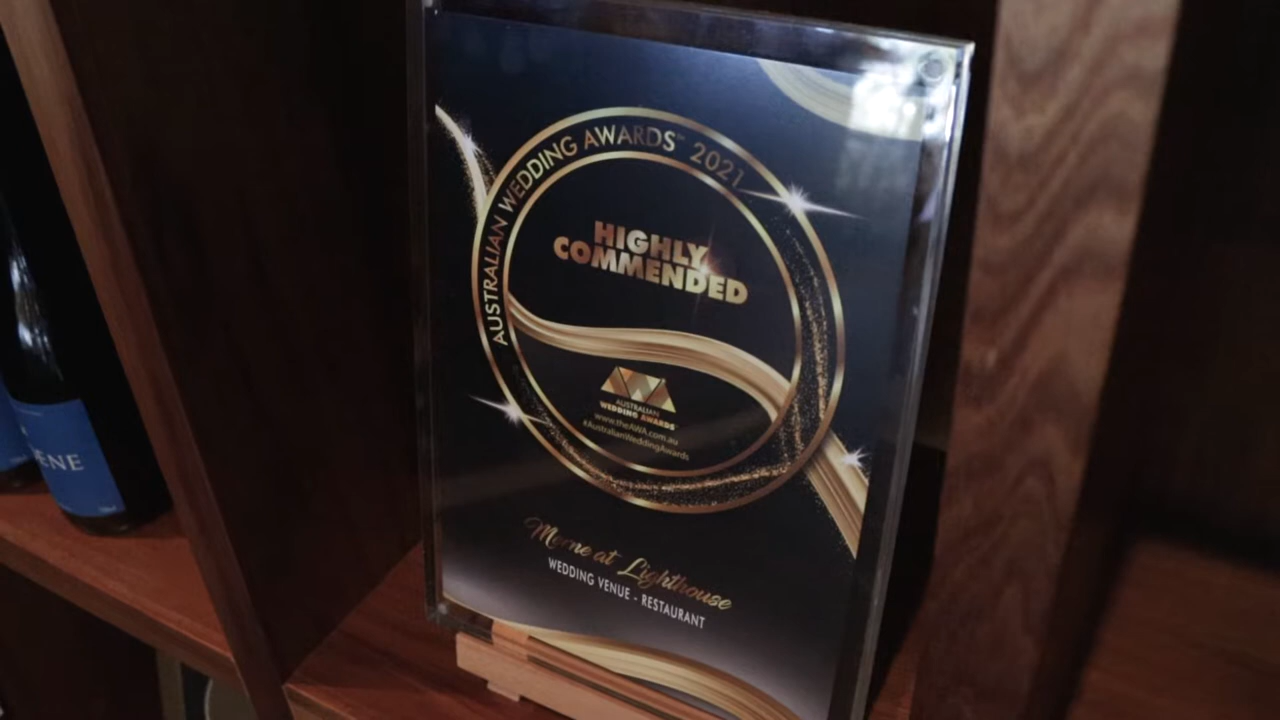 AUSTRALIAN WEDDING AWARDS™ 2021
HIGHLY
COMMENDED
AUSTRALIAN
WEDDING AWARDS
www.theAWA.com.au
#AustralianWeddingAwards
Morne at Lighthouse
WEDDING VENUE - RESTAURANT